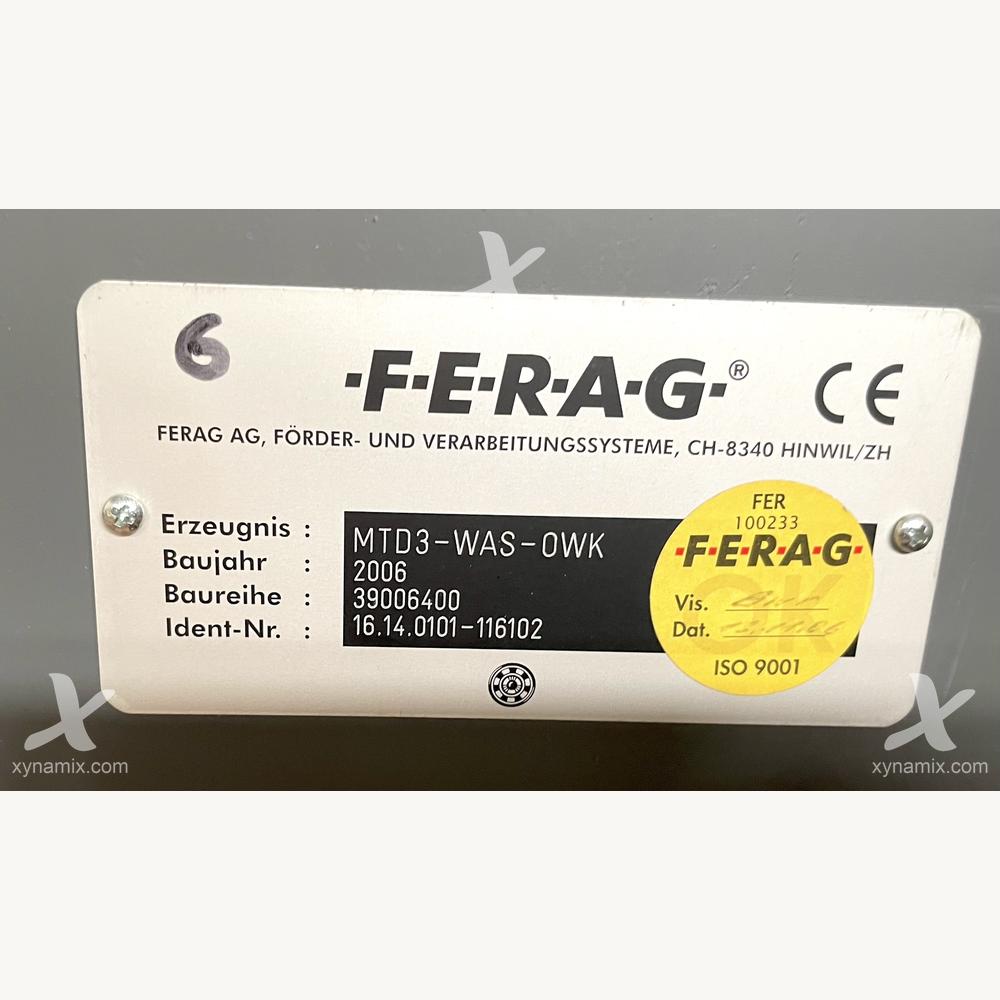 6
·F·E·R·A·G·®
CE
FERAG AG, FÖRDER- UND VERARBEITUNGSSYSTEME, CH-8340 HINWIL/ZH
Erzeugnis : MTD3-WAS-OWK
Baujahr : 2006
Baureihe : 39006400
Ident-Nr. : 16.14.0101-116102
FER
100233
·F·E·R·A·G·
OK
Vis.
Dat.
ISO 9001
xynamix.com
xynamix.com